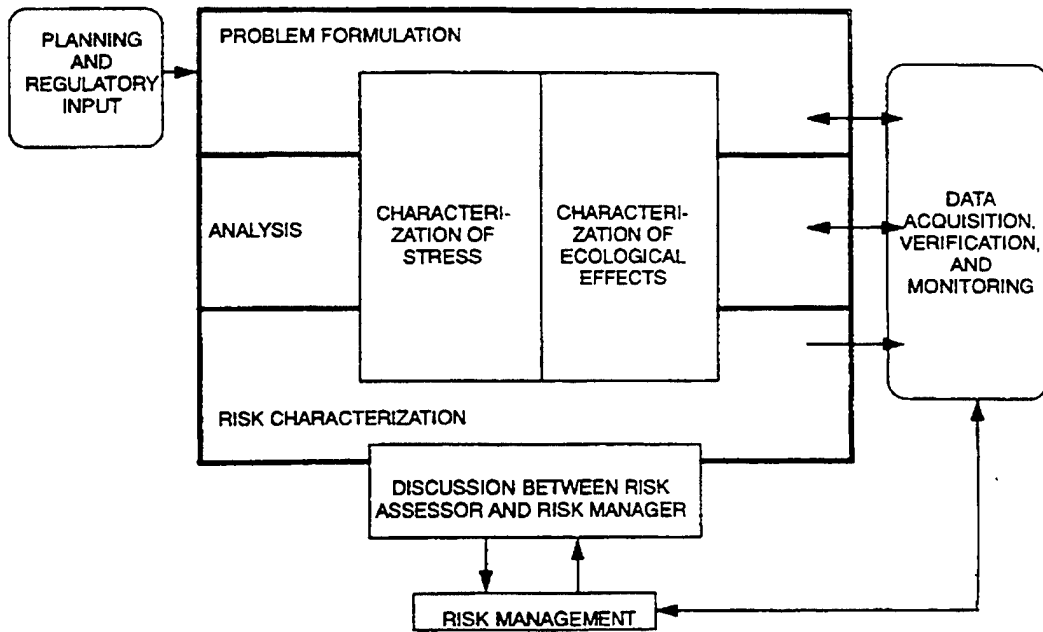 PLANNING
AND
REGULATORY
INPUT
PROBLEM FORMULATION
ANALYSIS
CHARACTERI-
ZATION OF
STRESS
CHARACTERI-
ZATION OF
ECOLOGICAL
EFFECTS
DATA
ACQUISITION,
VERIFICATION,
AND
MONITORING
RISK CHARACTERIZATION
DISCUSSION BETWEEN RISK
ASSESSOR AND RISK MANAGER
RISK MANAGEMENT